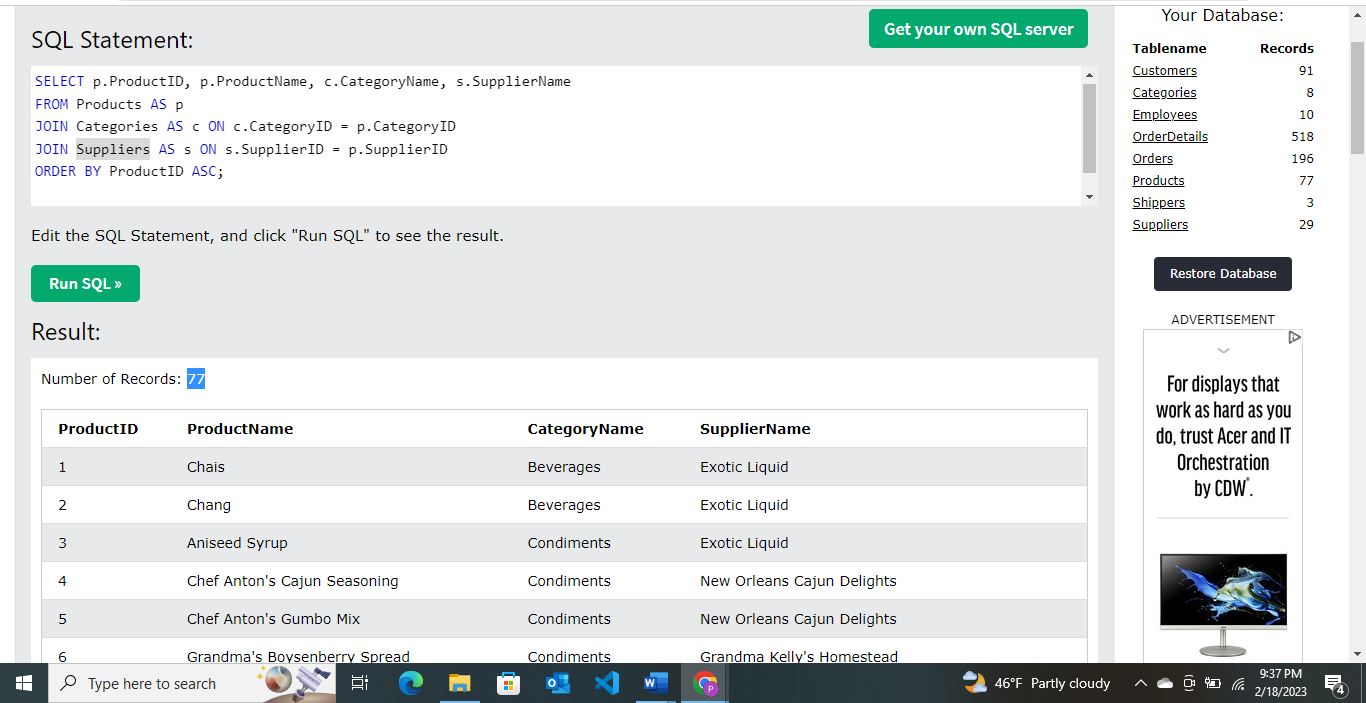 SQL Statement:
Get your own SQL server
SELECT p.ProductID, p.ProductName, c.CategoryName, s.SupplierName
FROM Products AS p
JOIN Categories AS c ON c.CategoryID = p.CategoryID
JOIN Suppliers AS s ON s.SupplierID = p.SupplierID
ORDER BY ProductID ASC;
Edit the SQL Statement, and click "Run SQL" to see the result.
Run SQL »
Result:
Number of Records: 77
ProductID ProductName CategoryName SupplierName
1 Chais Beverages Exotic Liquid
2 Chang Beverages Exotic Liquid
3 Aniseed Syrup Condiments Exotic Liquid
4 Chef Anton's Cajun Seasoning Condiments New Orleans Cajun Delights
5 Chef Anton's Gumbo Mix Condiments New Orleans Cajun Delights
6 Grandma's Boysenberry Spread Condiments Grandma Kelly's Homestead
Your Database:
Tablename Records
Customers 91
Categories 8
Employees 10
OrderDetails 518
Orders 196
Products 77
Shippers 3
Suppliers 29
Restore Database
ADVERTISEMENT
For displays that
work as hard as you
do, trust Acer and IT
Orchestration
by CDW®.
Type here to search
P
46°F Partly cloudy
9:37 PM
2/18/2023
4